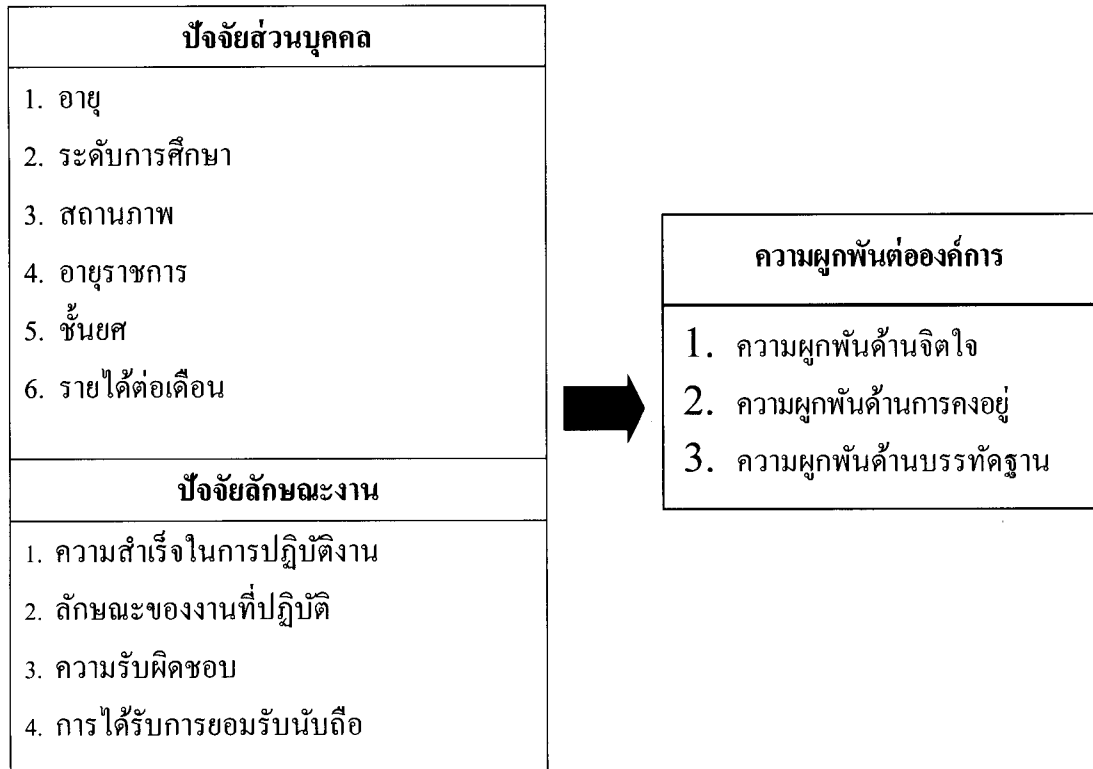 ปัจจัยส่วนบุคคล
1. อายุ
2. ระดับการศึกษา
3. สถานภาพ
4. อายุราชการ
5. ชั้นยศ
6. รายได้ต่อเดือน
ปัจจัยลักษณะงาน
1. ความสำเร็จในการปฏิบัติงาน
2. ลักษณะของงานที่ปฏิบัติ
3. ความรับผิดชอบ
4. การได้รับการยอมรับนับถือ
ความผูกพันต่อองค์การ
1. ความผูกพันด้านจิตใจ
2. ความผูกพันด้านการคงอยู่
3. ความผูกพันด้านบรรทัดฐาน